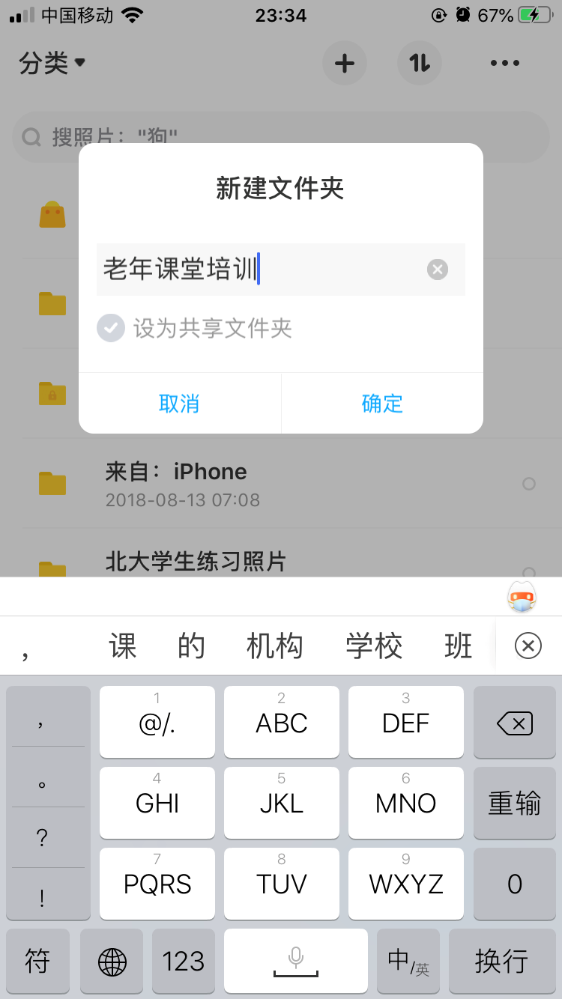 中国移动 23:34 67%
分类
搜照片："狗"
新建文件夹
老年课堂培训
设为共享文件夹
取消 确定
来自：iPhone
2018-08-13 07:08
北大学生练习照片
， 课 的 机构 学校 班
，
。
?
!
1 2 3
@/. ABC DEF
4 5 6
GHI JKL MNO 重输
7 8 9
PQRS TUV WXYZ 0
符 123 中/英 换行